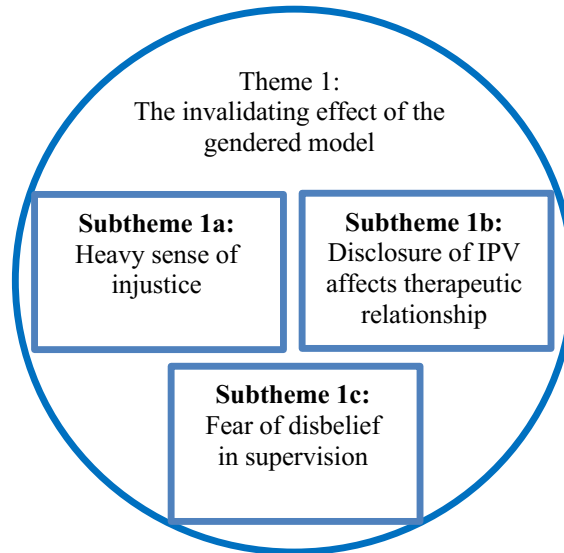 Theme 1:
The invalidating effect of the
gendered model
Subtheme 1a:
Heavy sense of
injustice
Subtheme 1b:
Disclosure of IPV
affects therapeutic
relationship
Subtheme 1c:
Fear of disbelief
in supervision